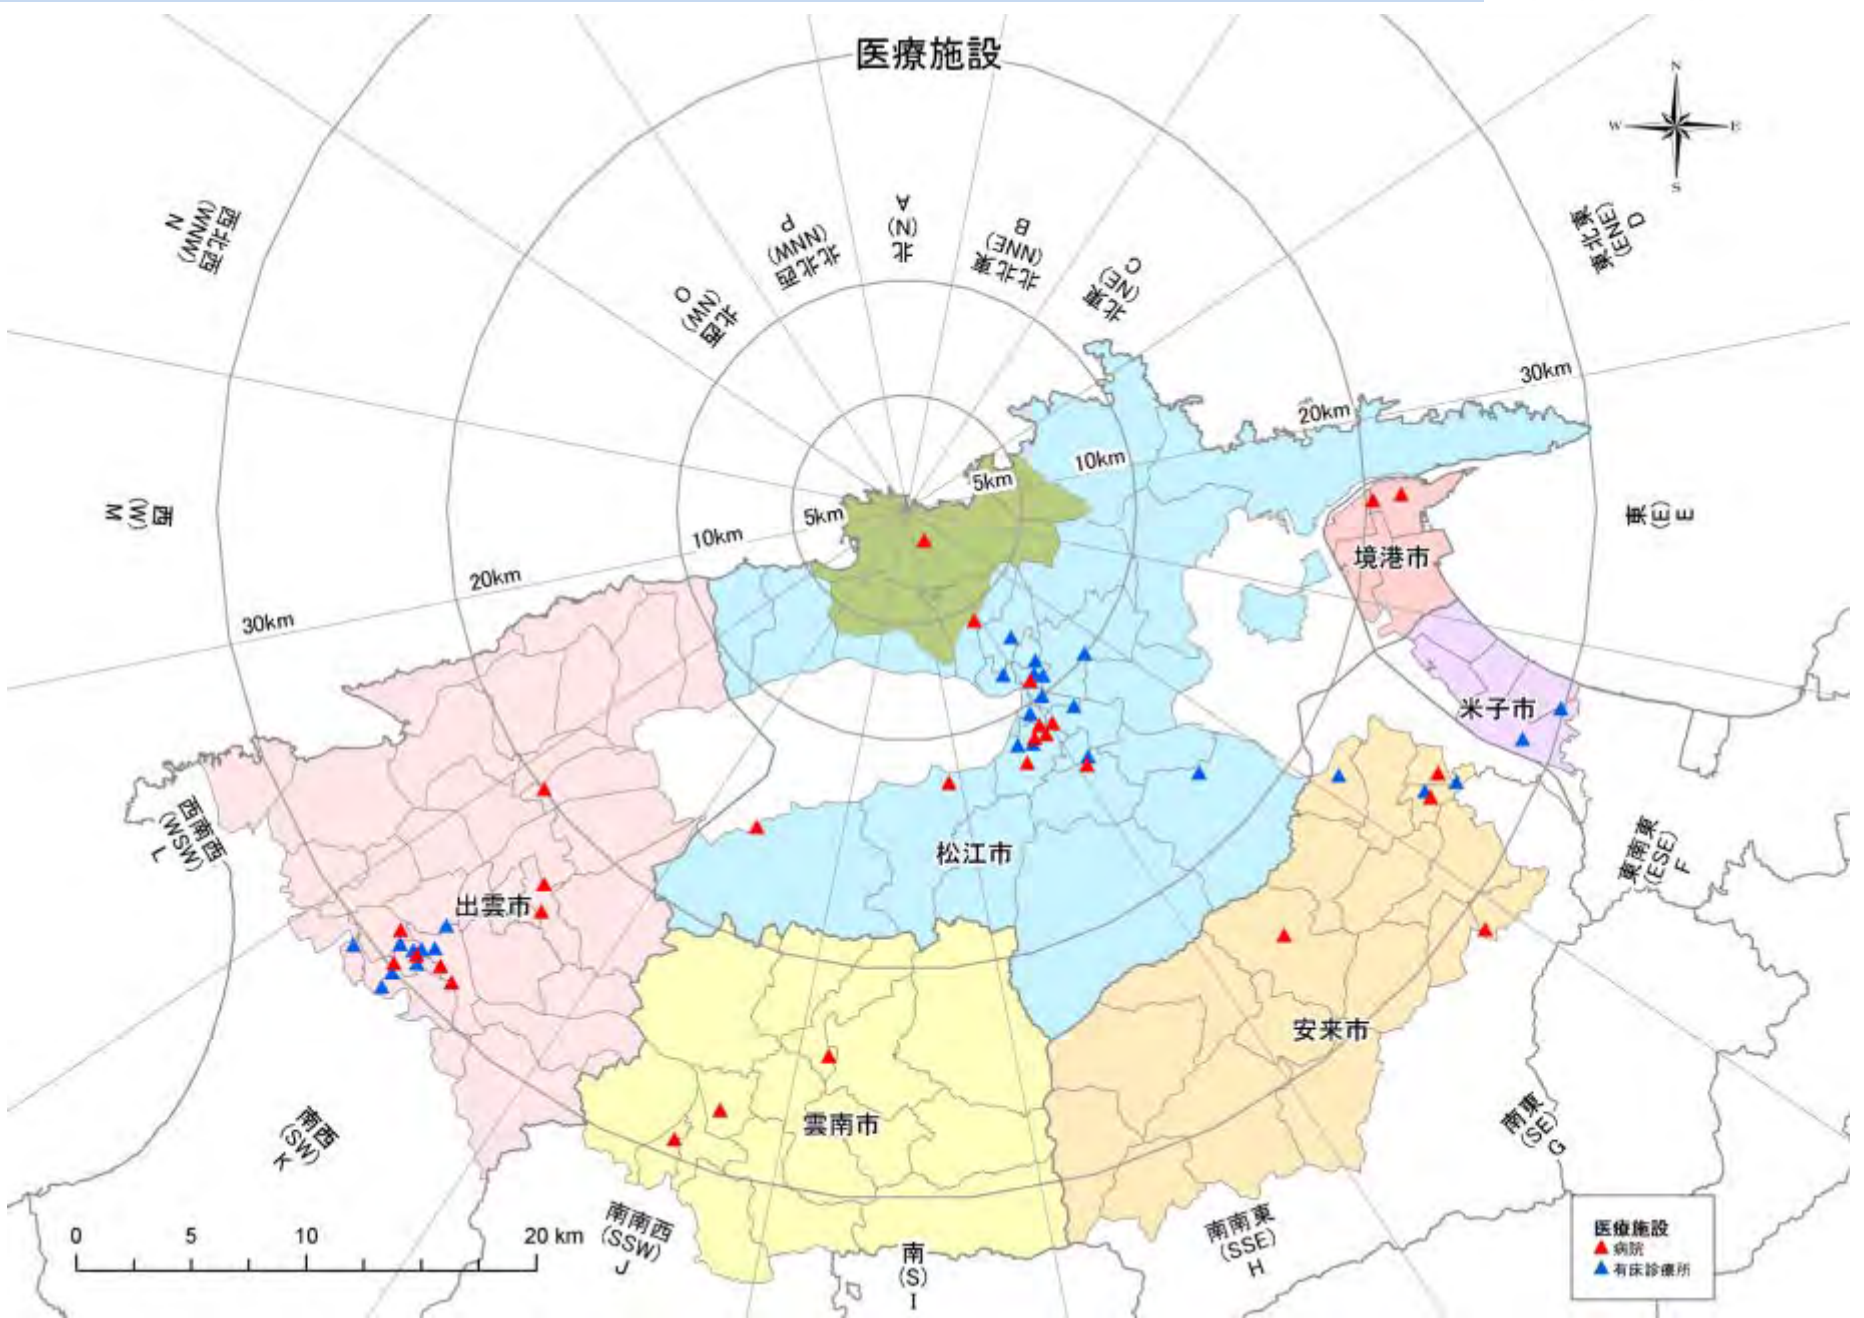 医療施設
N
W
E
S
北
(N)
A
北北東
(NNE)
B
北東
(NE)
C
東北東
(ENE)
D
東
(E)
E
東南東
(ESE)
F
南東
(SE)
G
南南東
(SSE)
H
南
(S)
I
南南西
(SSW)
J
南西
(SW)
K
西南西
(WSW)
L
西
(W)
M
西北西
(WNW)
N
北西
(NW)
O
北北西
(NNW)
P
30km
20km
10km
5km
5km
10km
20km
30km
境港市
米子市
松江市
出雲市
安来市
雲南市
0 5 10 20 km
医療施設
病院
有床診療所